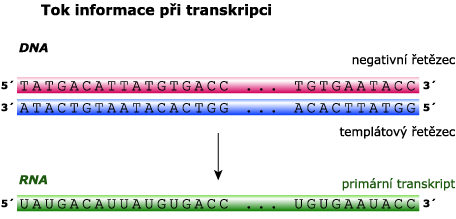 Tok informace při transkripci
DNA
negativní řetězec
5´ TATGACATTATGTGACC ... TGTGAATACC 3´
3´ ATACTGTAATACACTGG ... ACACTTATGG 5´
templátový řetězec
RNA
primární transkript
5´ UAUGACAUUAUGUGACC ... UGUGAAUACC 3´